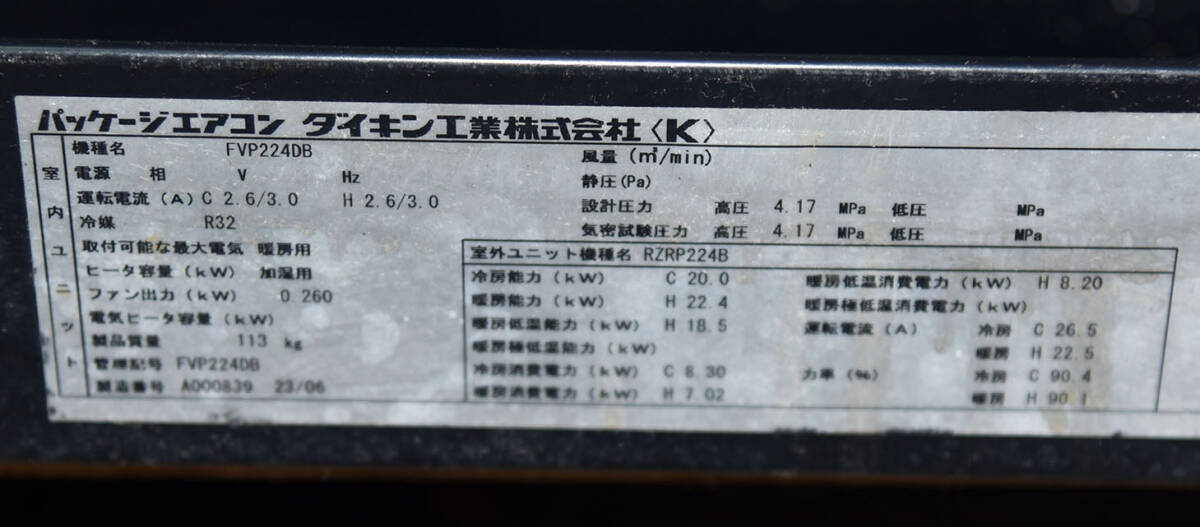 パッケージエアコン ダイキン工業株式会社〈K〉
室内ユニット
機種名 FVP224DB
電源 相 V Hz
運転電流(A) C 2.6/3.0 H 2.6/3.0
冷媒 R32
取付可能な最大電気 暖房用
ヒータ容量(kW) 加湿用
ファン出力(kW) 0.260
電気ヒータ容量(kW)
製品質量 113 kg
管理記号 FVP224DB
製造番号 A000839 23/06
風量(㎥/min)
静圧(Pa)
設計圧力 高圧 4.17 MPa 低圧 MPa
気密試験圧力 高圧 4.17 MPa 低圧 MPa
室外ユニット機種名 RZRP224B
冷房能力(kW) C 20.0
暖房能力(kW) H 22.4
暖房低温能力(kW) H 18.5
暖房極低温能力(kW)
冷房消費電力(kW) C 8.30
暖房消費電力(kW) H 7.02
暖房低温消費電力(kW) H 8.20
暖房極低温消費電力(kW)
運転電流(A) 冷房 C 26.5
暖房 H 22.5
力率(%) 冷房 C 90.4
暖房 H 90.1